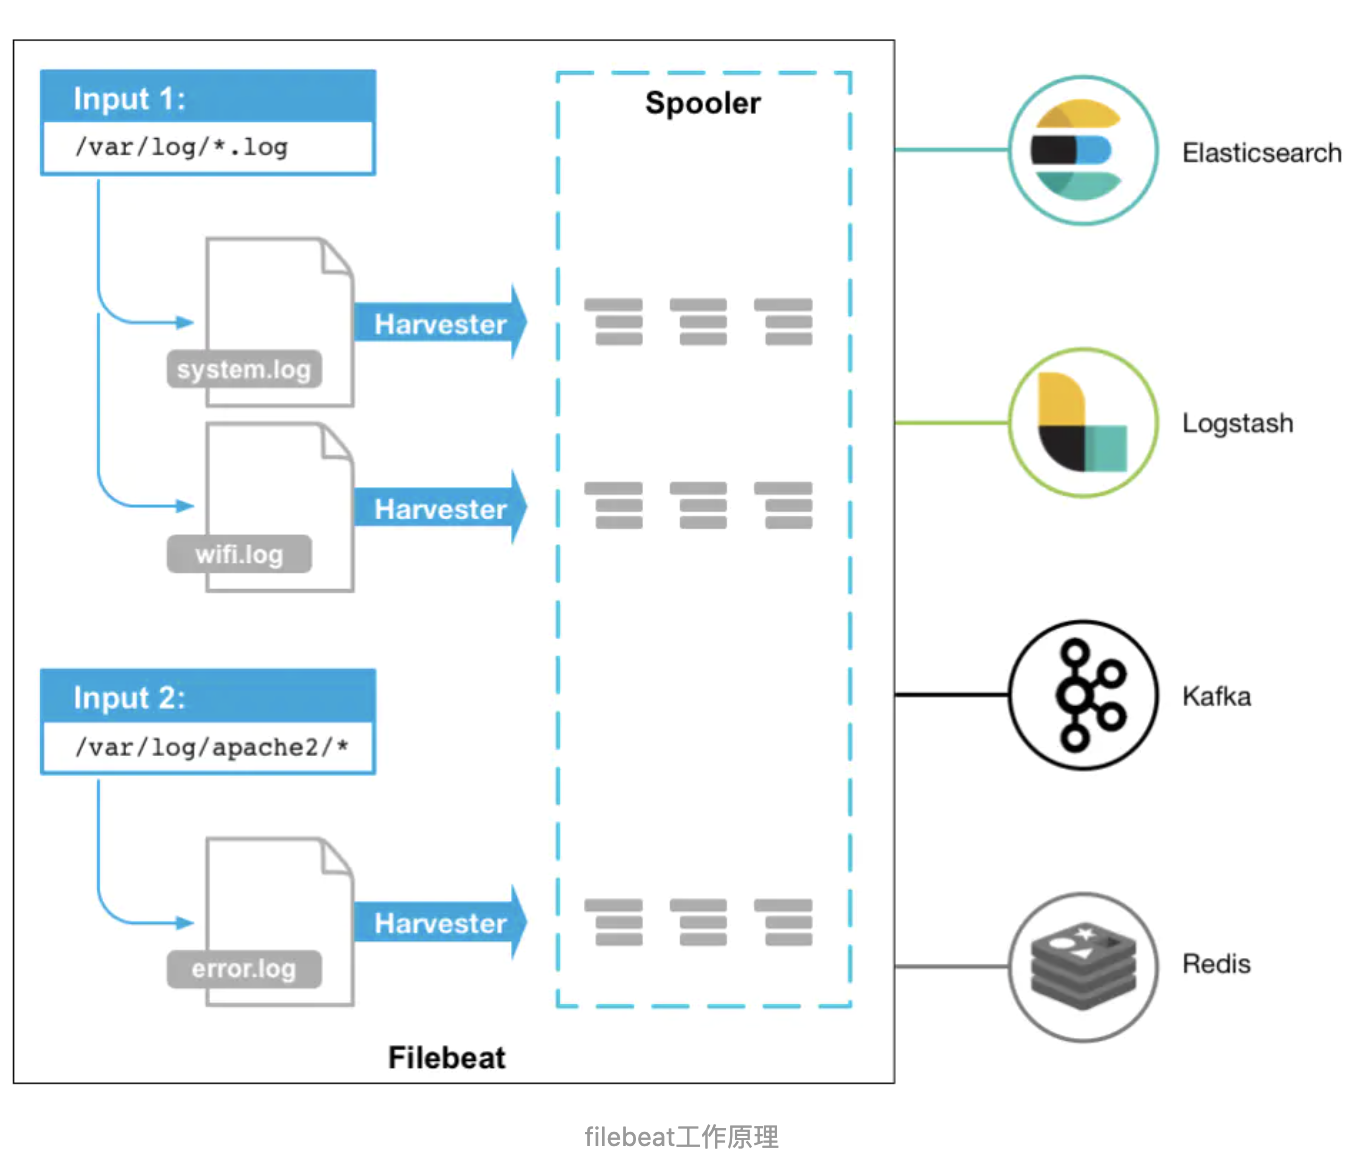 Input 1:
/var/log/*.log
system.log
Harvester
wifi.log
Harvester
Input 2:
/var/log/apache2/*
error.log
Harvester
Spooler
Filebeat
Elasticsearch
Logstash
Kafka
Redis
filebeat工作原理